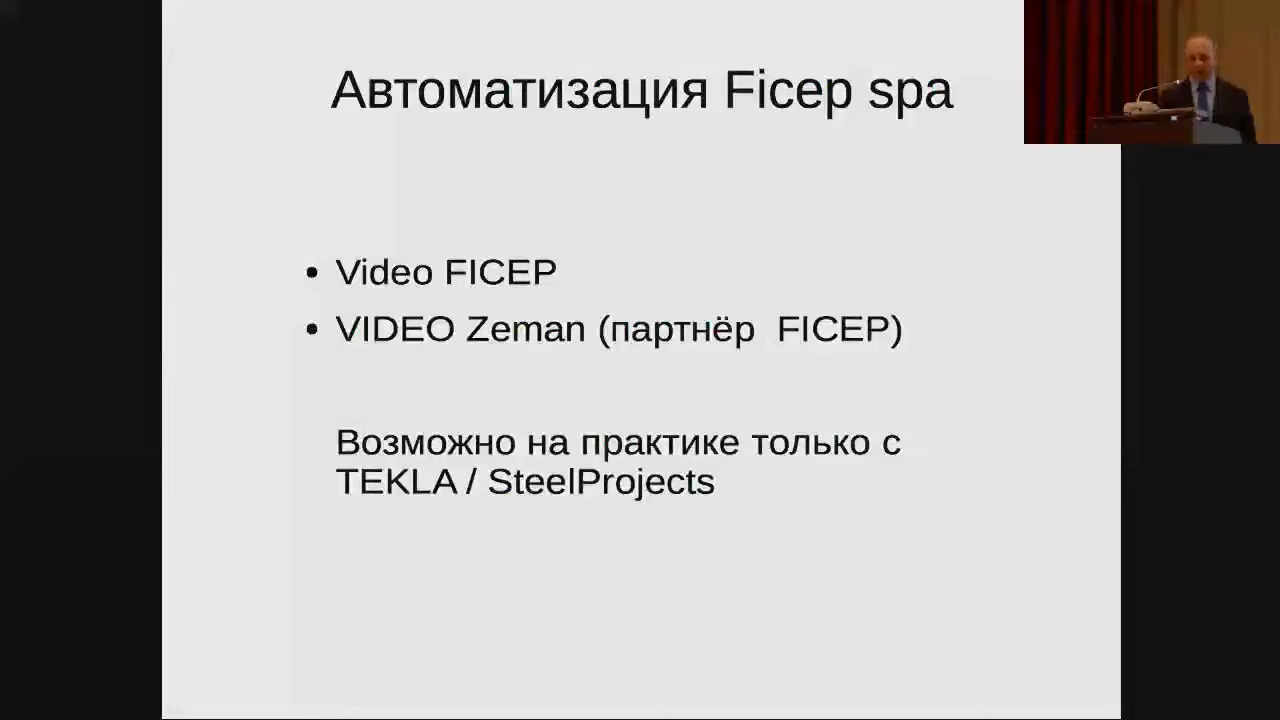 Автоматизация Ficep spa
• Video FICEP
• VIDEO Zeman (партнёр FICEP)
Возможно на практике только с
TEKLA / SteelProjects